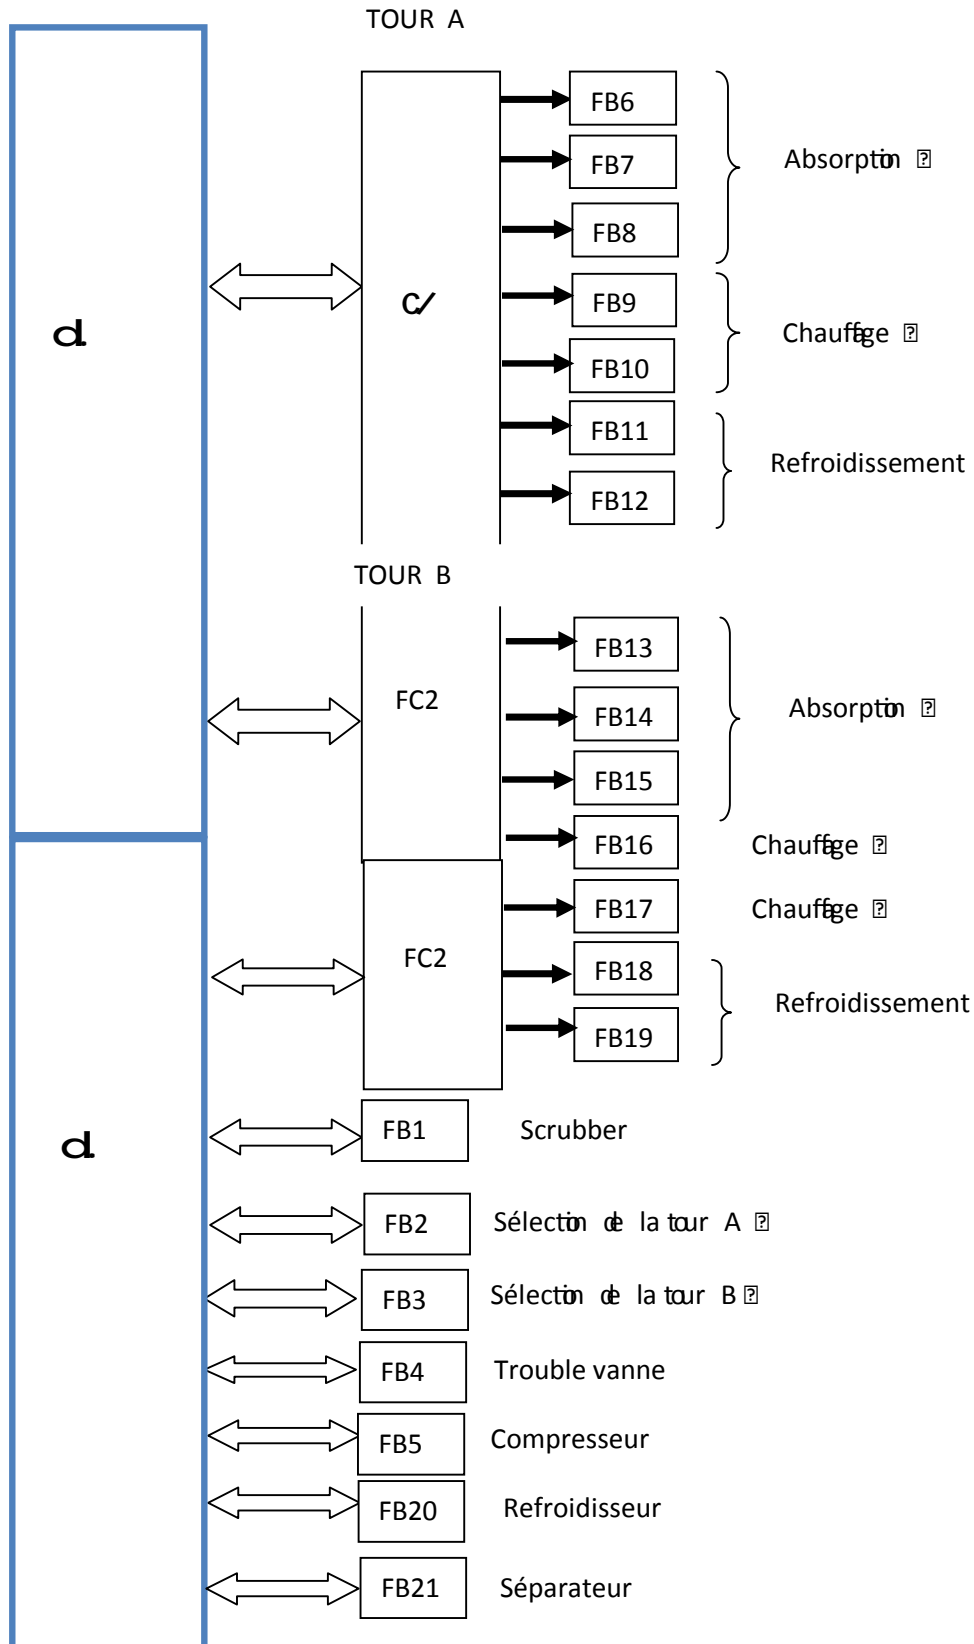 TOUR A
FB6
FB7
Absorption
FB8
FB9
Chauffage
FB10
FB11
Refroidissement
FB12
TOUR B
FB13
FC2
Absorption
FB14
FB15
FB16
Chauffage
FB17
Chauffage
FC2
FB18
Refroidissement
FB19
FB1
Scrubber
FB2
Sélection de la tour A
FB3
Sélection de la tour B
FB4
Trouble vanne
FB5
Compresseur
FB20
Refroidisseur
FB21
Séparateur